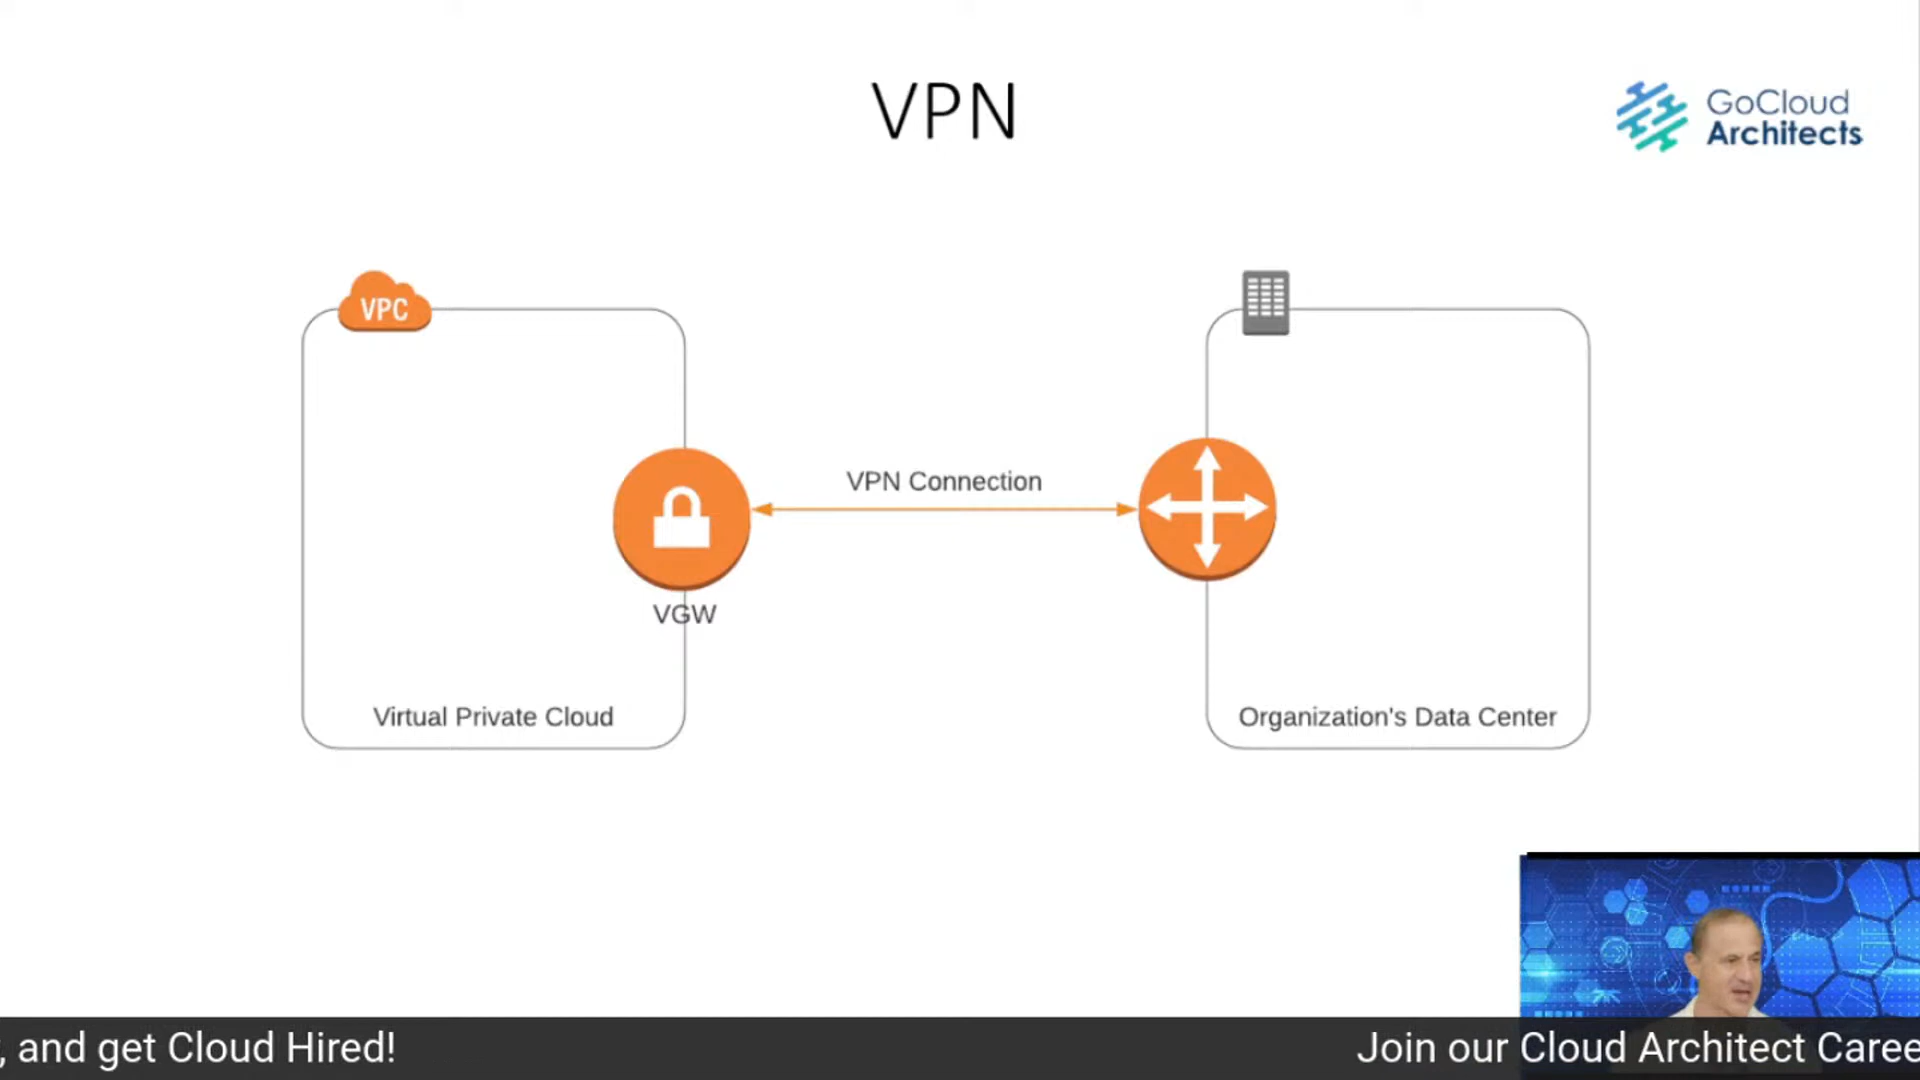 VPN
GoCloud
Architects
VPC
VPN Connection
VGW
Virtual Private Cloud
Organization's Data Center
, and get Cloud Hired!
Join our Cloud Architect Caree